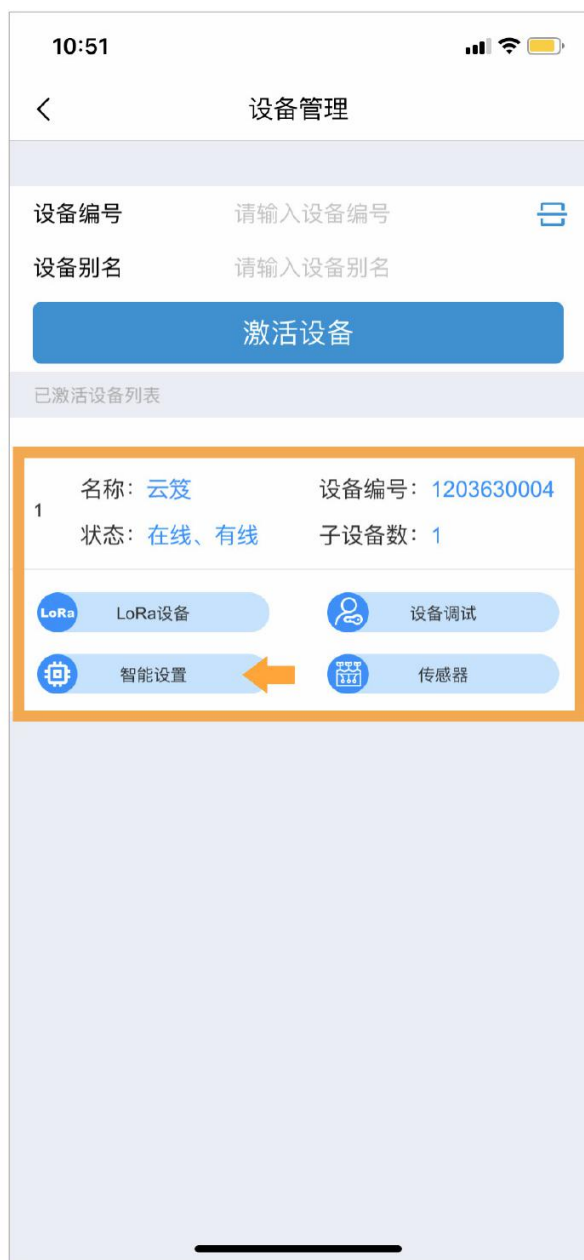 10:51
设备管理
设备编号 请输入设备编号
设备别名 请输入设备别名
激活设备
已激活设备列表
名称：云笈 设备编号：1203630004
1
状态：在线、有线 子设备数：1
LoRa LoRa设备 设备调试
智能设置 传感器